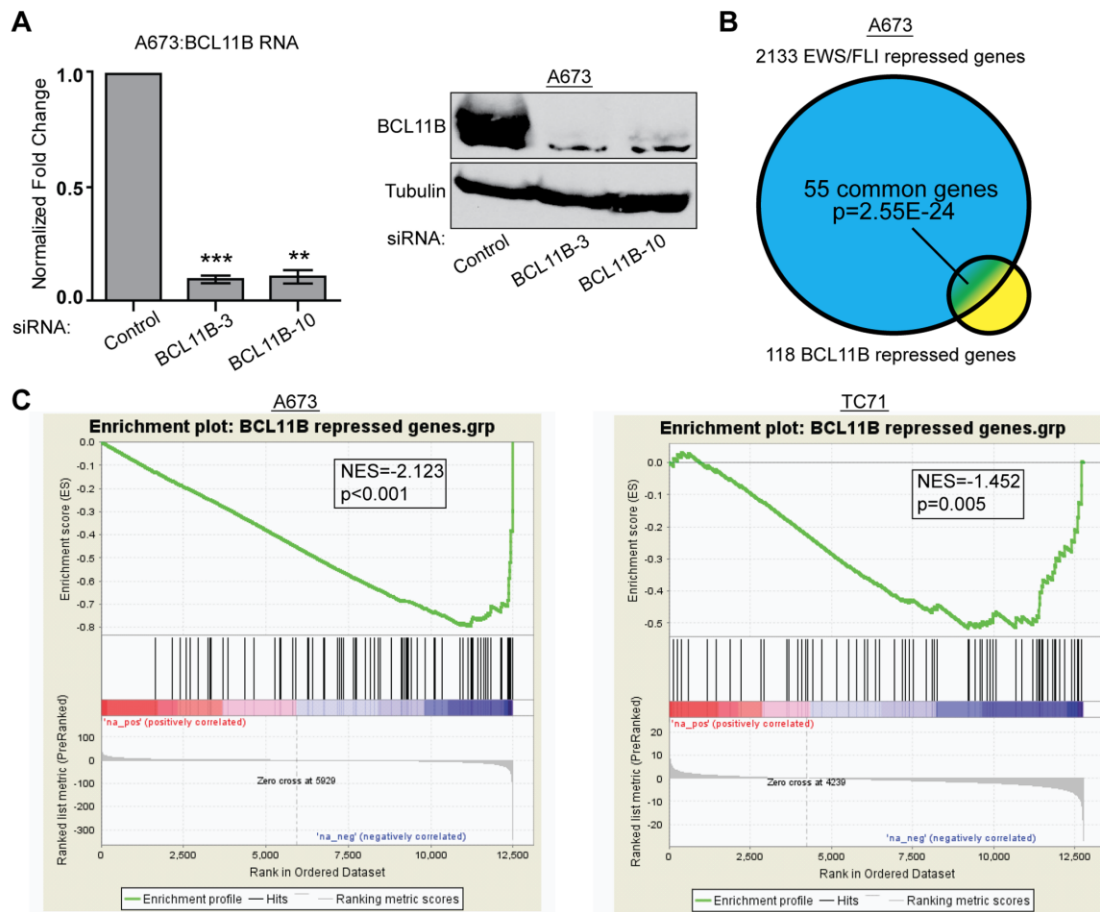 A
A673:BCL11B RNA
Normalized Fold Change
1.0
0.5
0.0
***
**
siRNA:
Control
BCL11B-3
BCL11B-10
A673
BCL11B
Tubulin
siRNA:
Control
BCL11B-3
BCL11B-10
B
A673
2133 EWS/FLI repressed genes
55 common genes
p=2.55E-24
118 BCL11B repressed genes
C
A673
Enrichment plot: BCL11B repressed genes.grp
NES=-2.123
p<0.001
Enrichment score (ES)
0.0
-0.1
-0.2
-0.3
-0.4
-0.5
-0.6
-0.7
-0.8
'na_pos' (positively correlated)
Ranked list metric (PreRanked)
100
0
-100
-200
-300
Zero cross at 5929
'na_neg' (negatively correlated)
0
2,500
5,000
7,500
10,000
12,500
Rank in Ordered Dataset
Enrichment profile
Hits
Ranking metric scores
TC71
Enrichment plot: BCL11B repressed genes.grp
NES=-1.452
p=0.005
Enrichment score (ES)
0.0
-0.1
-0.2
-0.3
-0.4
-0.5
'na_pos' (positively correlated)
Ranked list metric (PreRanked)
20
10
0
-10
-20
Zero cross at 4239
'na_neg' (negatively correlated)
0
2,500
5,000
7,500
10,000
12,500
Rank in Ordered Dataset
Enrichment profile
Hits
Ranking metric scores